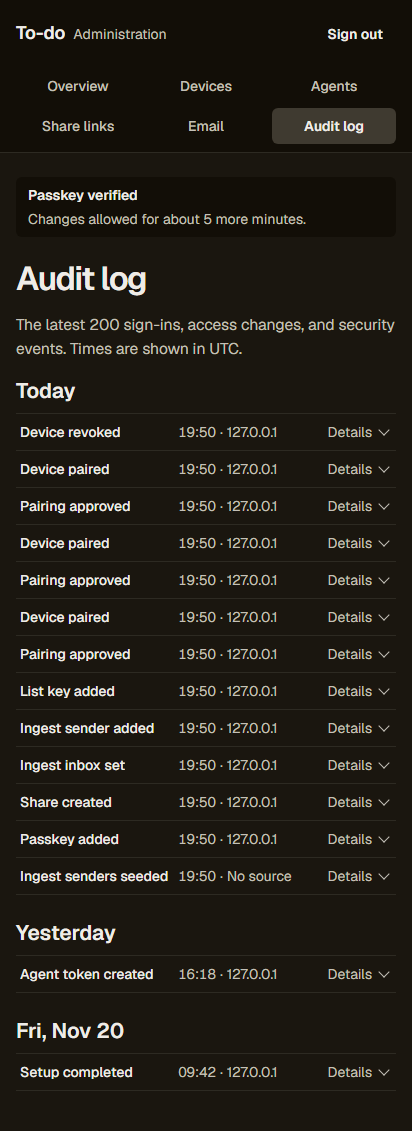 To-do Administration Sign out
Overview Devices Agents
Share links Email Audit log
Passkey verified
Changes allowed for about 5 more minutes.
Audit log
The latest 200 sign-ins, access changes, and security
events. Times are shown in UTC.
Today
Device revoked 19:50 · 127.0.0.1 Details
Device paired 19:50 · 127.0.0.1 Details
Pairing approved 19:50 · 127.0.0.1 Details
Device paired 19:50 · 127.0.0.1 Details
Pairing approved 19:50 · 127.0.0.1 Details
Device paired 19:50 · 127.0.0.1 Details
Pairing approved 19:50 · 127.0.0.1 Details
List key added 19:50 · 127.0.0.1 Details
Ingest sender added 19:50 · 127.0.0.1 Details
Ingest inbox set 19:50 · 127.0.0.1 Details
Share created 19:50 · 127.0.0.1 Details
Passkey added 19:50 · 127.0.0.1 Details
Ingest senders seeded 19:50 · No source Details
Yesterday
Agent token created 16:18 · 127.0.0.1 Details
Fri, Nov 20
Setup completed 09:42 · 127.0.0.1 Details